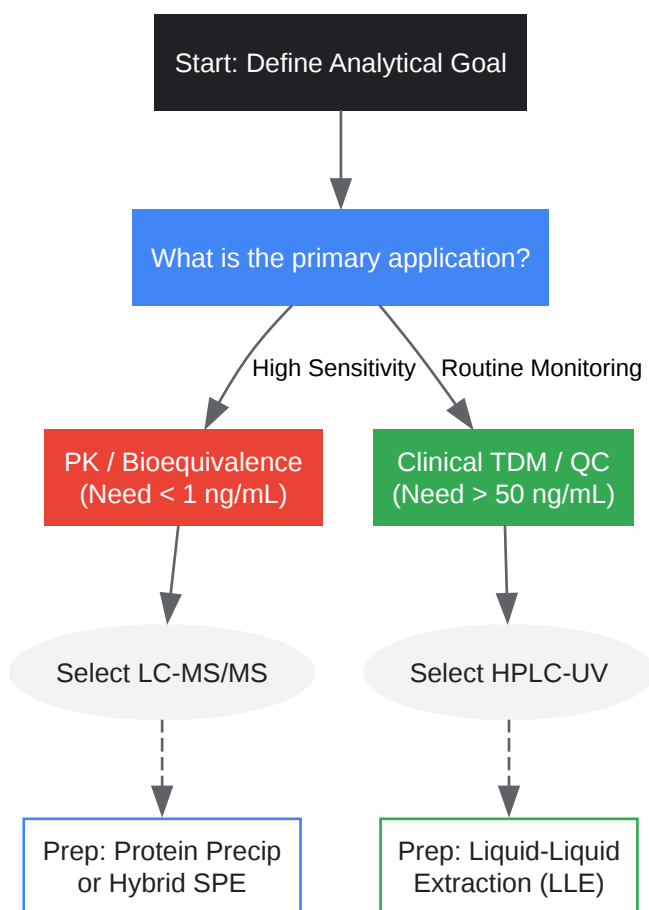 Start: Define Analytical Goal
What is the primary application?
High Sensitivity
Routine Monitoring
PK / Bioequivalence
(Need < 1 ng/mL)
Clinical TDM / QC
(Need > 50 ng/mL)
Select LC-MS/MS
Select HPLC-UV
Prep: Protein Precip
or Hybrid SPE
Prep: Liquid-Liquid
Extraction (LLE)